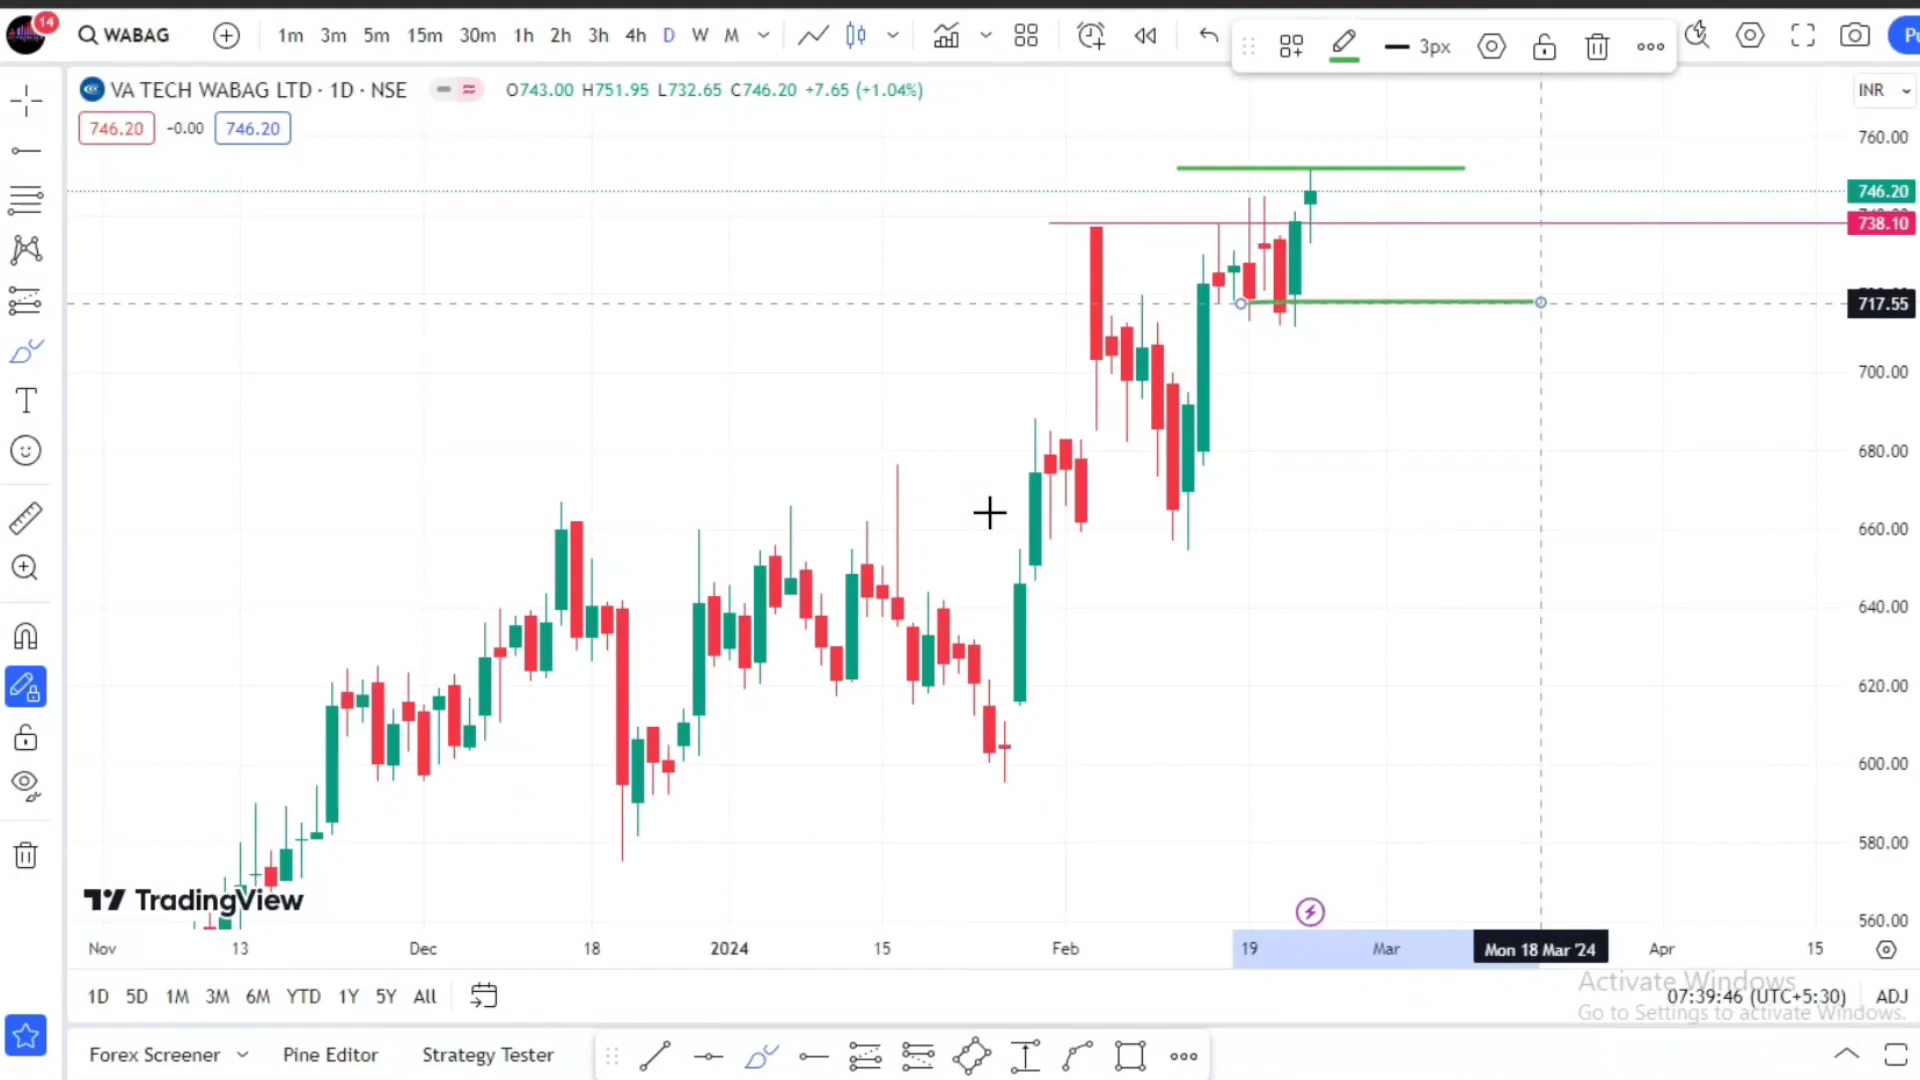 14
WABAG
1m 3m 5m 15m 30m 1h 2h 3h 4h D W M
3px
Pu
VA TECH WABAG LTD · 1D · NSE
O743.00 H751.95 L732.65 C746.20 +7.65 (+1.04%)
INR
746.20 -0.00 746.20
760.00
746.20
738.10
717.55
700.00
680.00
660.00
640.00
620.00
600.00
580.00
560.00
TradingView
Nov 13 Dec 18 2024 15 Feb 19 Mar Mon 18 Mar '24 Apr 15
1D 5D 1M 3M 6M YTD 1Y 5Y All
07:39:46 (UTC+5:30) ADJ
Activate Windows
Go to Settings to activate Windows.
Forex Screener Pine Editor Strategy Tester